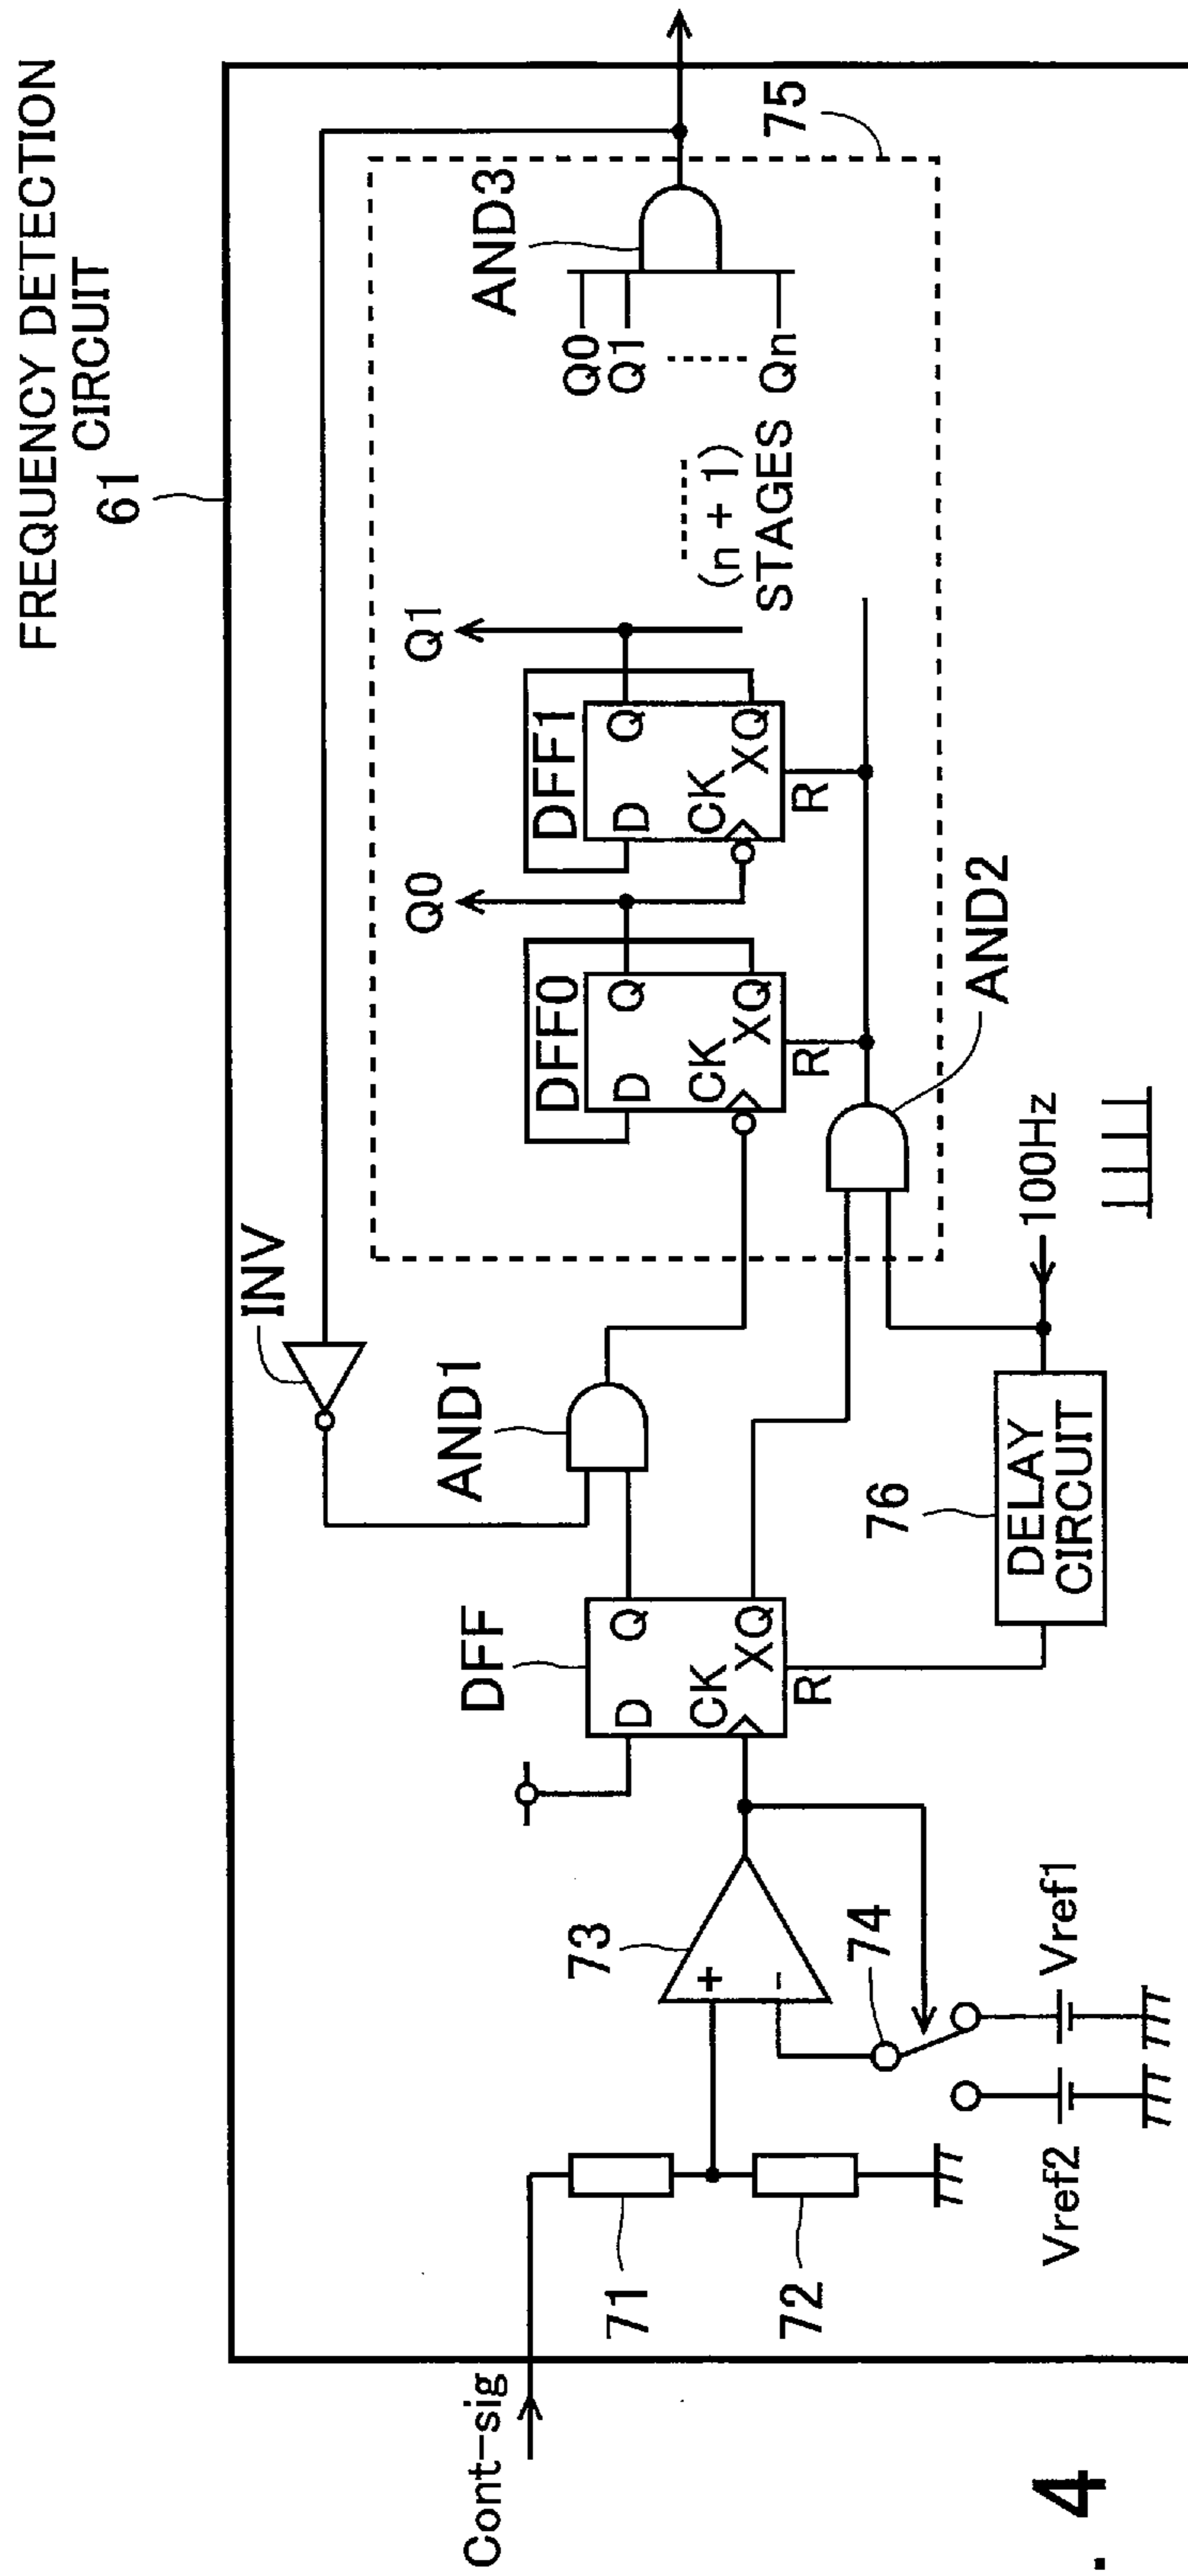 FREQUENCY DETECTION
CIRCUIT
61
INV
75
AND3
Q0
Q1
Qn
(n + 1)
STAGES
Q0
Q1
DFF0
D
Q
CK
XQ
R
DFF1
D
Q
CK
XQ
R
AND1
AND2
DFF
D
Q
CK
XQ
R
100Hz
76
DELAY
CIRCUIT
73
+
-
74
Vref1
Vref2
71
72
Cont-sig
. 4